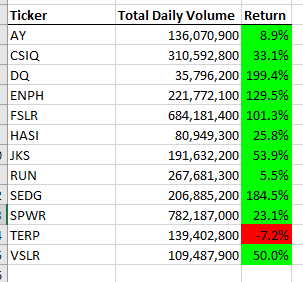 Ticker Total Daily Volume Return
AY 136,070,900 8.9%
CSIQ 310,592,800 33.1%
DQ 35,796,200 199.4%
ENPH 221,772,100 129.5%
FSLR 684,181,400 101.3%
HASI 80,949,300 25.8%
JKS 191,632,200 53.9%
RUN 267,681,300 5.5%
SEDG 206,885,200 184.5%
SPWR 782,187,000 23.1%
TERP 139,402,800 -7.2%
VSLR 109,487,900 50.0%